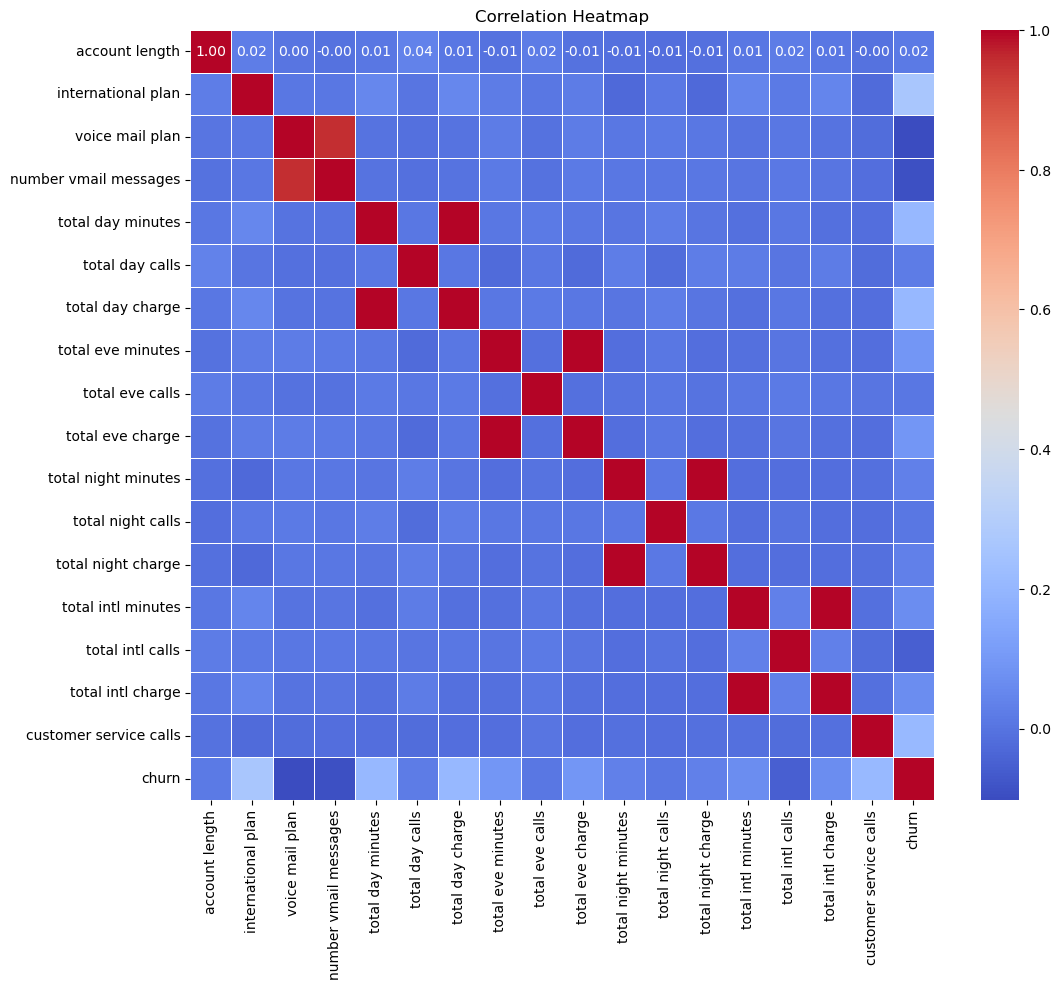 Correlation Heatmap
account length 1.00 0.02 0.00 -0.00 0.01 0.04 0.01 -0.01 0.02 -0.01 -0.01 -0.01 -0.01 0.01 0.02 0.01 -0.00 0.02
international plan
voice mail plan
number vmail messages
total day minutes
total day calls
total day charge
total eve minutes
total eve calls
total eve charge
total night minutes
total night calls
total night charge
total intl minutes
total intl calls
total intl charge
customer service calls
churn
account length
international plan
voice mail plan
number vmail messages
total day minutes
total day calls
total day charge
total eve minutes
total eve calls
total eve charge
total night minutes
total night calls
total night charge
total intl minutes
total intl calls
total intl charge
customer service calls
churn
1.0
0.8
0.6
0.4
0.2
0.0